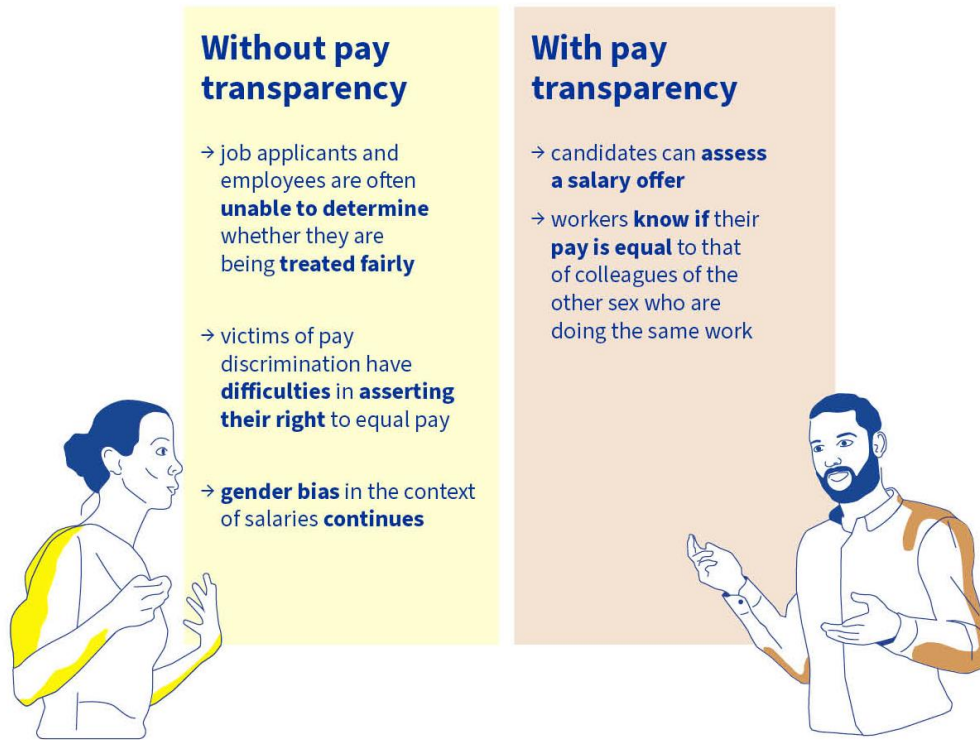 Without pay
transparency
→ job applicants and
employees are often
unable to determine
whether they are
being treated fairly
→ victims of pay
discrimination have
difficulties in asserting
their right to equal pay
→ gender bias in the context
of salaries continues
With pay
transparency
→ candidates can assess
a salary offer
→ workers know if their
pay is equal to that
of colleagues of the
other sex who are
doing the same work